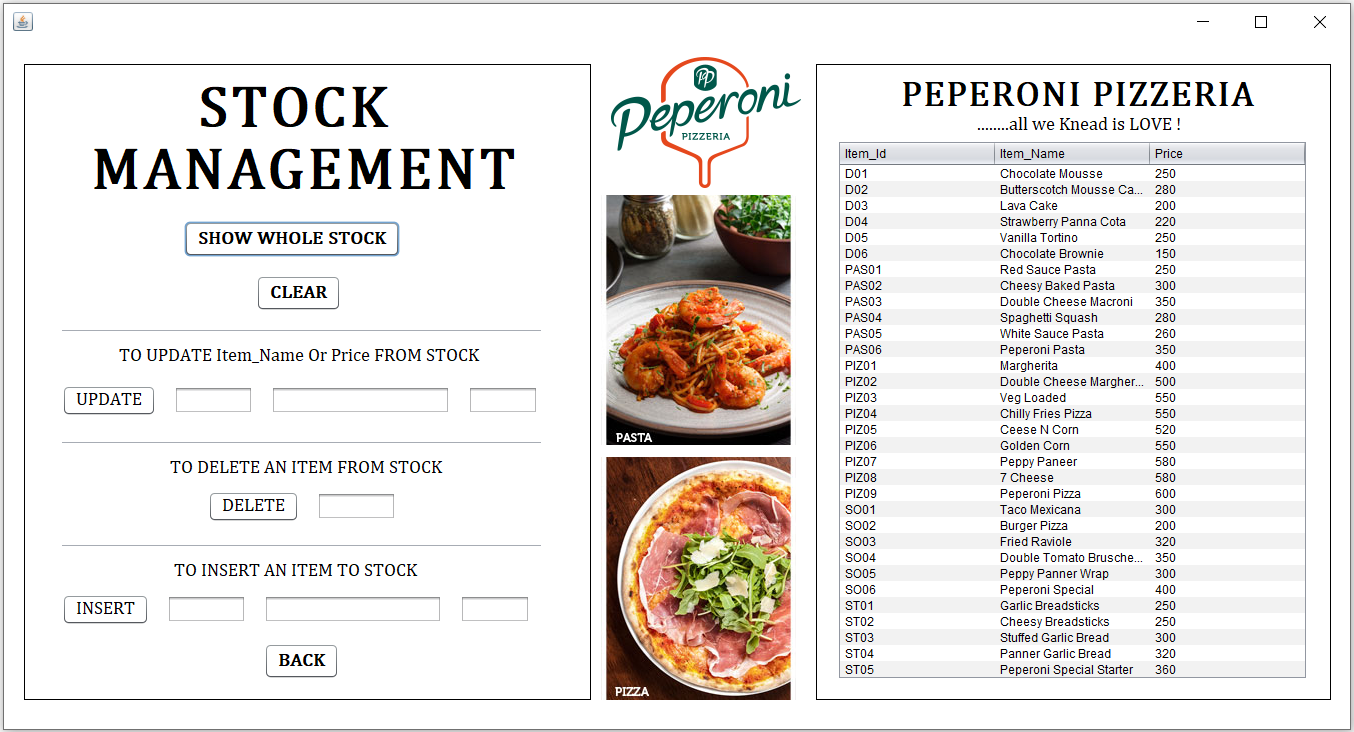 STOCK
MANAGEMENT
SHOW WHOLE STOCK
CLEAR
TO UPDATE Item_Name Or Price FROM STOCK
UPDATE
TO DELETE AN ITEM FROM STOCK
DELETE
TO INSERT AN ITEM TO STOCK
INSERT
BACK
PP
Peperoni
PIZZERIA
PASTA
PIZZA
PEPERONI PIZZERIA
........all we Knead is LOVE !
Item_Id Item_Name Price
D01 Chocolate Mousse 250
D02 Butterscotch Mousse Ca... 280
D03 Lava Cake 200
D04 Strawberry Panna Cota 220
D05 Vanilla Tortino 250
D06 Chocolate Brownie 150
PAS01 Red Sauce Pasta 250
PAS02 Cheesy Baked Pasta 300
PAS03 Double Cheese Macroni 350
PAS04 Spaghetti Squash 280
PAS05 White Sauce Pasta 260
PAS06 Peperoni Pasta 350
PIZ01 Margherita 400
PIZ02 Double Cheese Margher... 500
PIZ03 Veg Loaded 550
PIZ04 Chilly Fries Pizza 550
PIZ05 Ceese N Corn 520
PIZ06 Golden Corn 550
PIZ07 Peppy Paneer 580
PIZ08 7 Cheese 580
PIZ09 Peperoni Pizza 600
SO01 Taco Mexicana 300
SO02 Burger Pizza 200
SO03 Fried Raviole 320
SO04 Double Tomato Brusche... 350
SO05 Peppy Panner Wrap 300
SO06 Peperoni Special 400
ST01 Garlic Breadsticks 250
ST02 Cheesy Breadsticks 250
ST03 Stuffed Garlic Bread 300
ST04 Panner Garlic Bread 320
ST05 Peperoni Special Starter 360